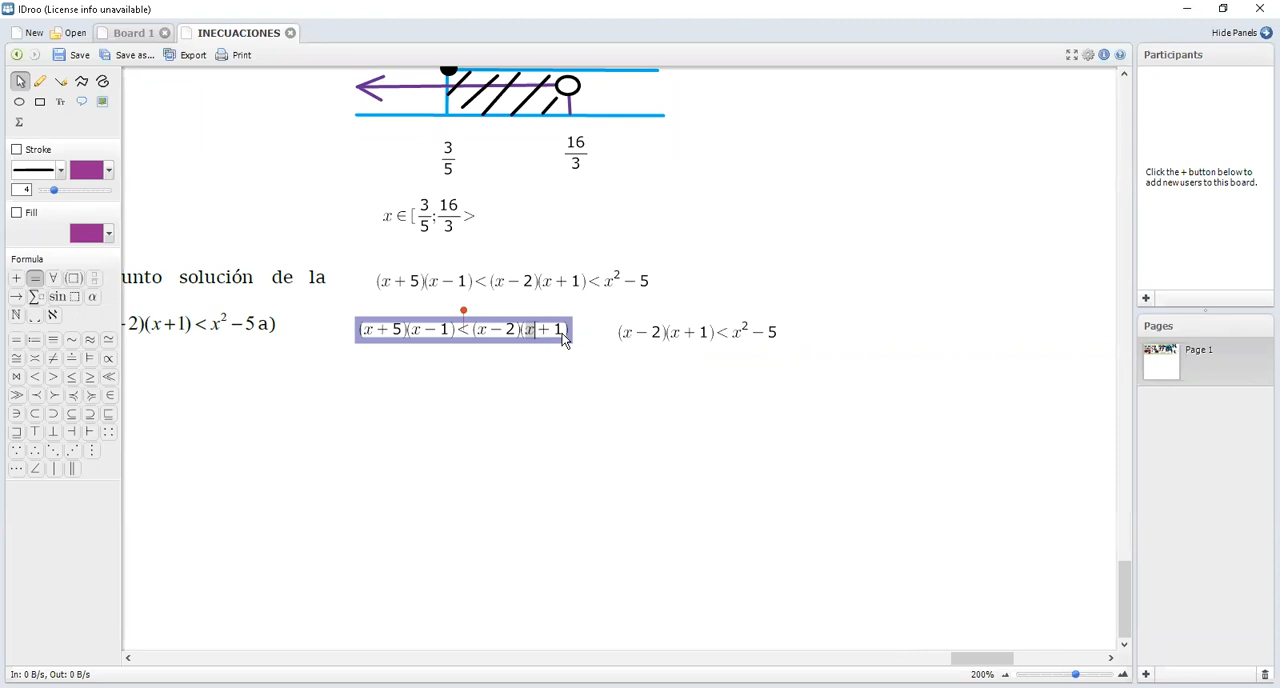 IDroo (License info unavailable)
New Open Board 1 INECUACIONES Hide Panels
Save Save as... Export Print
Participants
Click the + button below to
add new users to this board.
Tr
Σ
Stroke
4
Fill
Formula
+ = ∀ (□)
→ Σ□ sin □ α
ℕ ℵ
= ≔ ≡ ~ ≈ ≃
≅ ≍ ≠ ≐ ⊨ ∝
⋈ < > ≤ ≥ ≪
≫ ≺ ≻ ∈
∋ ⊂ ⊃ ⊆ ⊇ ⊏
⊐ ⊤ ⊥ ⊣ ⊢ ∷
∵ ∴ ⋱ ⋰ ⋮
⋯ ∠ | ‖
3/5 16/3
x ∈ [3/5; 16/3 >
unto solución de la
(x + 5)(x − 1) < (x − 2)(x + 1) < x² − 5
-2)(x+1) < x² − 5 a)
(x + 5)(x − 1) < (x − 2)(x + 1)
(x − 2)(x + 1) < x² − 5
Pages
Page 1
In: 0 B/s, Out: 0 B/s
200%